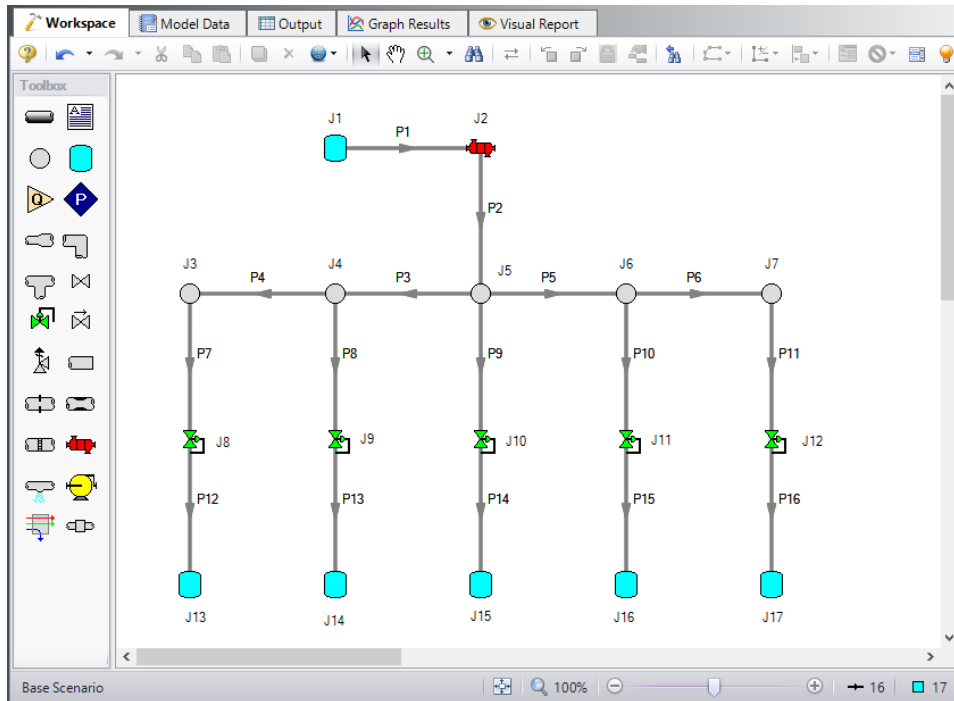 Workspace Model Data Output Graph Results Visual Report
Toolbox
A
Q P
J1 P1 J2
P2
J3 P4 J4 P3 J5 P5 J6 P6 J7
P7 P8 P9 P10 P11
J8 J9 J10 J11 J12
P12 P13 P14 P15 P16
J13 J14 J15 J16 J17
Base Scenario 100% 16 17